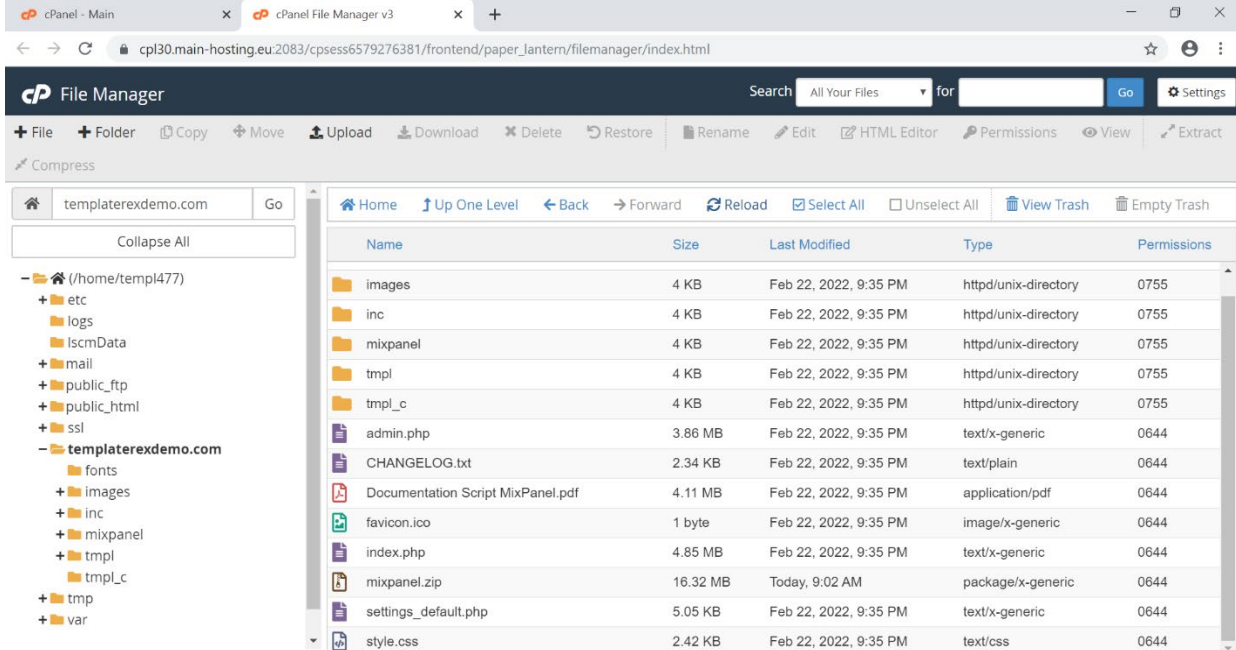 cPanel - Main
cPanel File Manager v3
cpl30.main-hosting.eu:2083/cpsess6579276381/frontend/paper_lantern/filemanager/index.html
cP File Manager Search All Your Files for Go Settings
+ File + Folder Copy Move Upload Download Delete Restore Rename Edit HTML Editor Permissions View Extract
Compress
templaterexdemo.com Go
Collapse All
(/home/templ477)
etc
logs
lscmData
mail
public_ftp
public_html
ssl
templaterexdemo.com
fonts
images
inc
mixpanel
tmpl
tmpl_c
tmp
var
Home Up One Level Back Forward Reload Select All Unselect All View Trash Empty Trash
Name Size Last Modified Type Permissions
images 4 KB Feb 22, 2022, 9:35 PM httpd/unix-directory 0755
inc 4 KB Feb 22, 2022, 9:35 PM httpd/unix-directory 0755
mixpanel 4 KB Feb 22, 2022, 9:35 PM httpd/unix-directory 0755
tmpl 4 KB Feb 22, 2022, 9:35 PM httpd/unix-directory 0755
tmpl_c 4 KB Feb 22, 2022, 9:35 PM httpd/unix-directory 0755
admin.php 3.86 MB Feb 22, 2022, 9:35 PM text/x-generic 0644
CHANGELOG.txt 2.34 KB Feb 22, 2022, 9:35 PM text/plain 0644
Documentation Script MixPanel.pdf 4.11 MB Feb 22, 2022, 9:35 PM application/pdf 0644
favicon.ico 1 byte Feb 22, 2022, 9:35 PM image/x-generic 0644
index.php 4.85 MB Feb 22, 2022, 9:35 PM text/x-generic 0644
mixpanel.zip 16.32 MB Today, 9:02 AM package/x-generic 0644
settings_default.php 5.05 KB Feb 22, 2022, 9:35 PM text/x-generic 0644
style.css 2.42 KB Feb 22, 2022, 9:35 PM text/css 0644